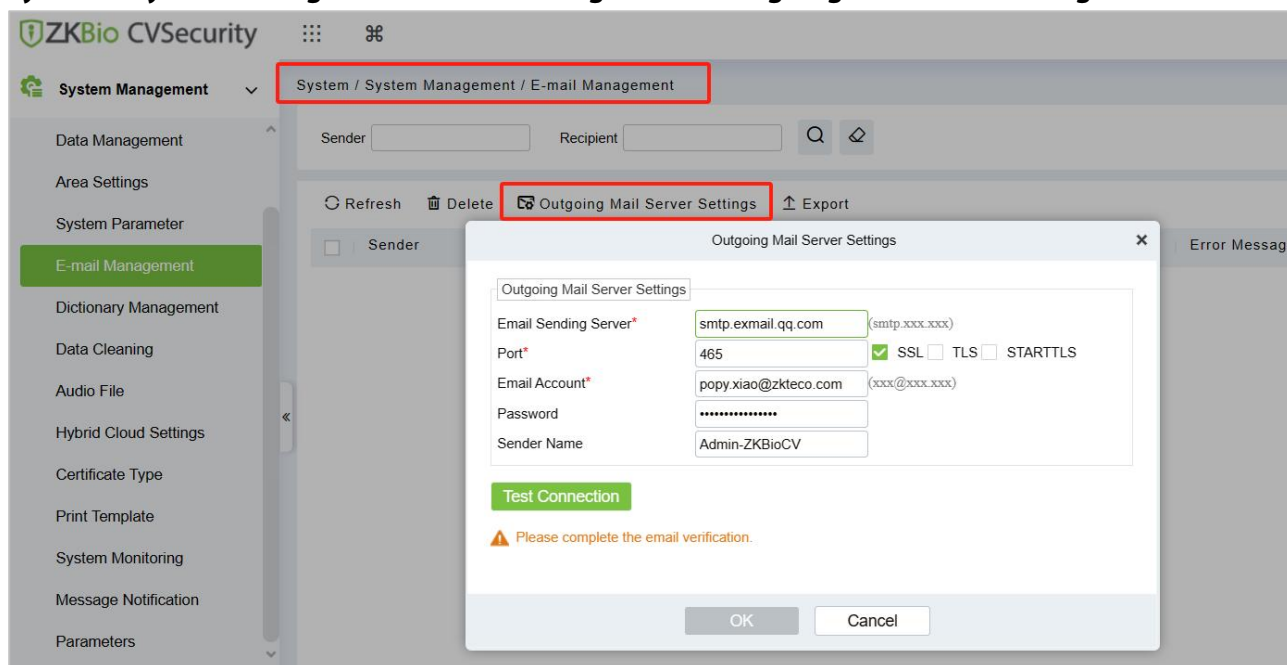 ZKBio CVSecurity
System Management
System / System Management / E-mail Management
Data Management
Area Settings
System Parameter
E-mail Management
Dictionary Management
Data Cleaning
Audio File
Hybrid Cloud Settings
Certificate Type
Print Template
System Monitoring
Message Notification
Parameters
Sender
Recipient
Refresh Delete Outgoing Mail Server Settings Export
Sender
Error Messag
Outgoing Mail Server Settings
Outgoing Mail Server Settings
Email Sending Server* smtp.exmail.qq.com (smtp.xxx.xxx)
Port* 465 SSL TLS STARTTLS
Email Account* popy.xiao@zkteco.com (xxx@xxx.xxx)
Password ••••••••••••••••
Sender Name Admin-ZKBioCV
Test Connection
Please complete the email verification.
OK Cancel